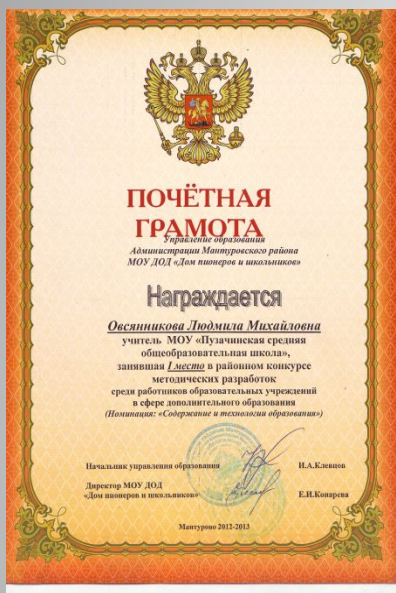 ПОЧЁТНАЯ
ГРАМОТА
Управление образования
Администрации Мантуровского района
МОУ ДОД «Дом пионеров и школьников»
Награждается
Овсянникова Людмила Михайловна
учитель МОУ «Пузачинская средняя
общеобразовательная школа»,
занявшая I место в районном конкурсе
методических разработок
среди работников образовательных учреждений
в сфере дополнительного образования
(Номинация: «Содержание и технологии образования»)
Начальник управления образования И.А.Клевцов
Директор МОУ ДОД
«Дом пионеров и школьников» Е.И.Конарева
Мантурово 2012-2013